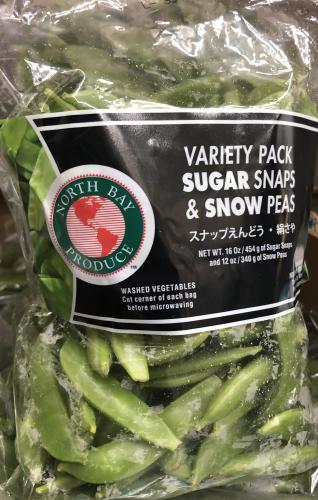 VARIETY PACK
SUGAR SNAPS
& SNOW PEAS
スナップえんどう・絹さや
NET WT. 16 Oz / 454 g of Sugar Snaps
and 12 oz / 340 g of Snow Peas
NORTH BAY
PRODUCE
TM
WASHED VEGETABLES
Cut corner of each bag
before microwaving